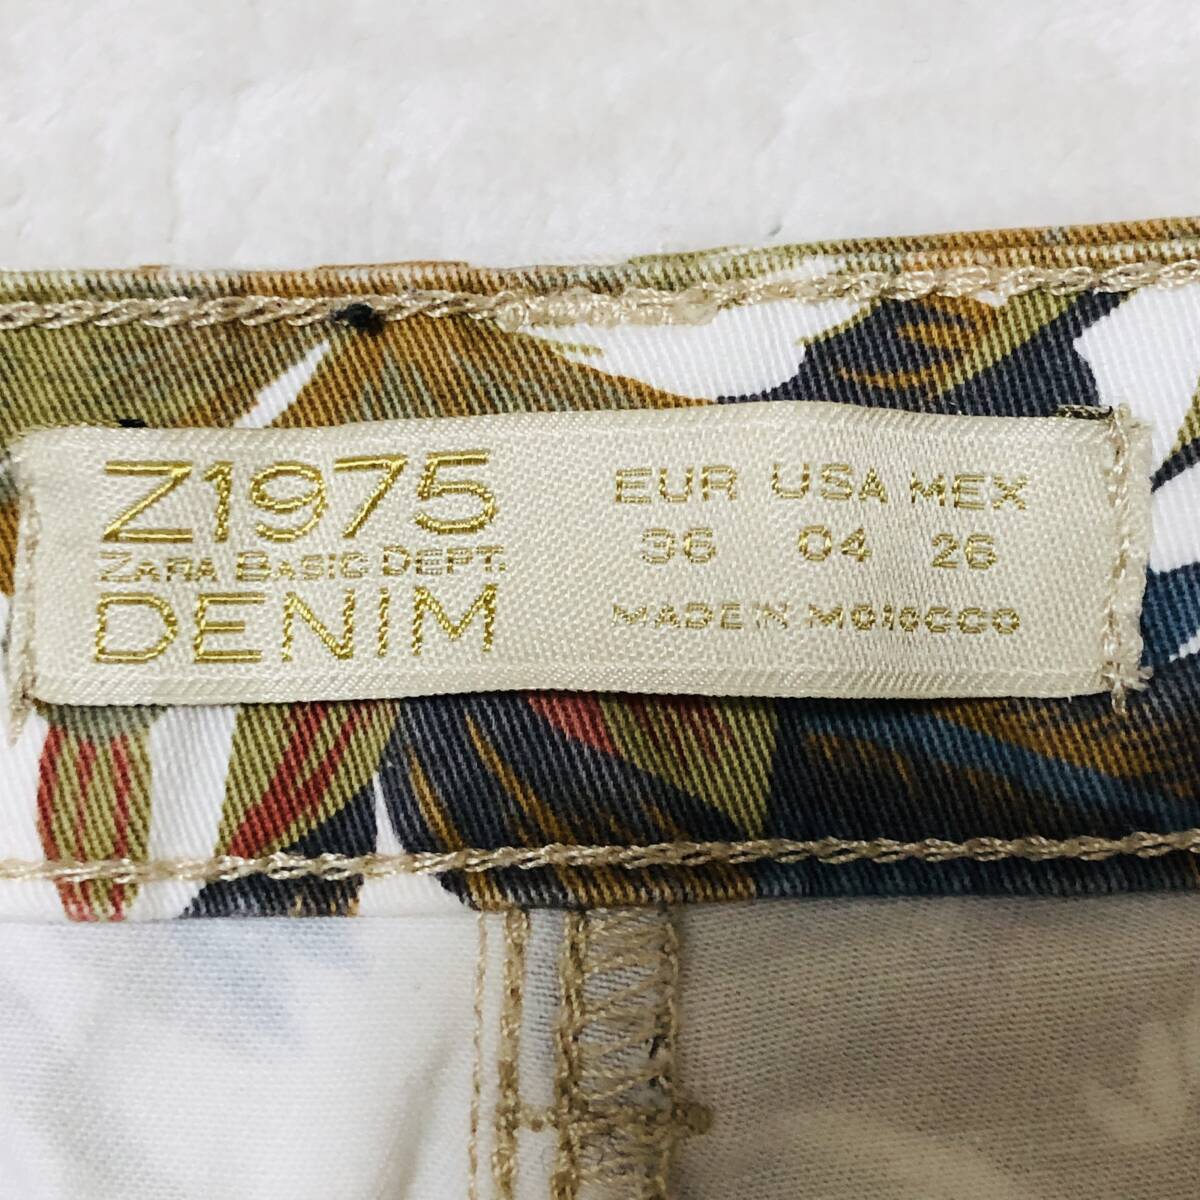 Z1975
ZARA BASIC DEPT.
DENIM
EUR USA MEX
36 04 26
MADE IN MOROCCO